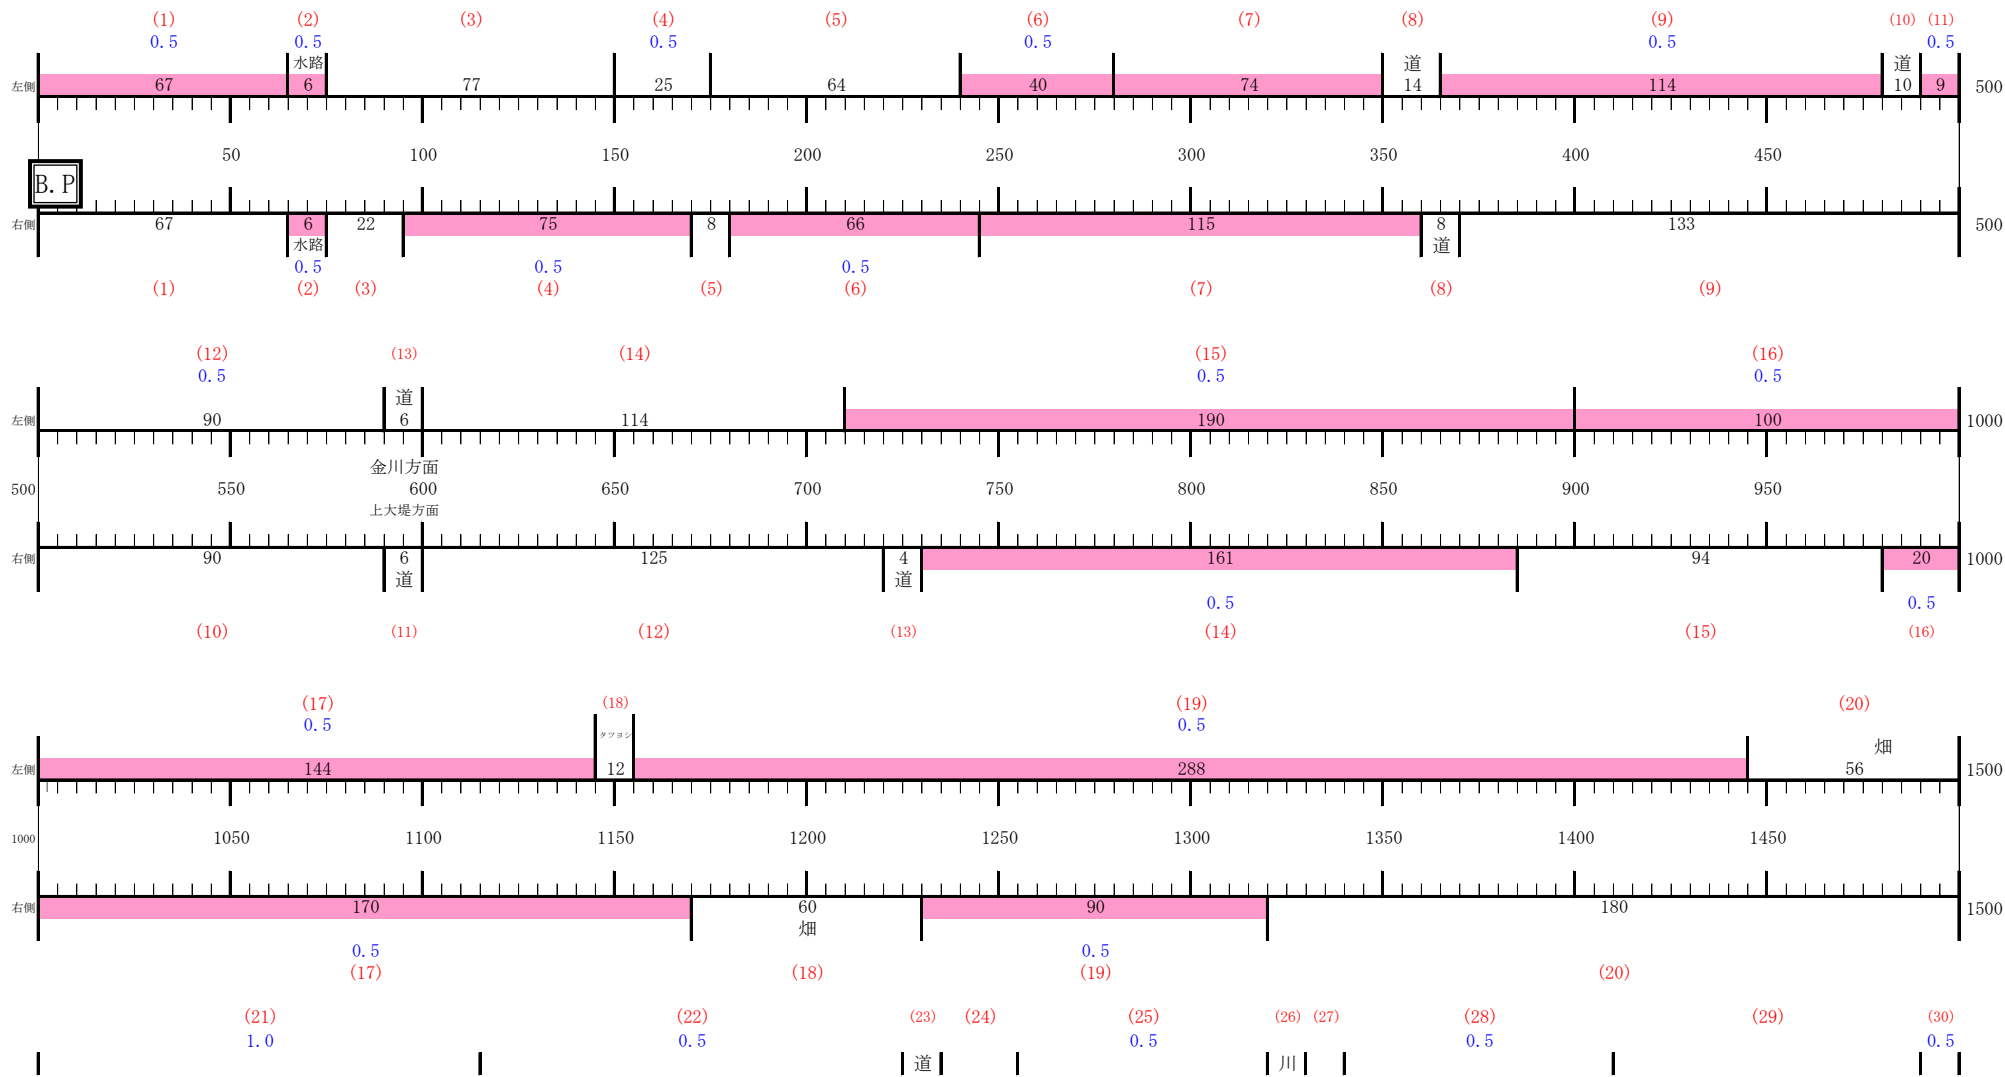 (1) (2) (3) (4) (5) (6) (7) (8) (9) (10) (11)
0.5 0.5 0.5 0.5 0.5 0.5
水路 道 道
左側 67 6 77 25 64 40 74 14 114 10 9 500
50 100 150 200 250 300 350 400 450
B.P
右側 67 6 22 75 8 66 115 8 133 500
水路 道
0.5 0.5 0.5
(1) (2) (3) (4) (5) (6) (7) (8) (9)
(12) (13) (14) (15) (16)
0.5 0.5 0.5
道
左側 90 6 114 190 100 1000
金川方面
500 550 600 650 700 750 800 850 900 950
上大堤方面
右側 90 6 125 4 161 94 20 1000
道 道
0.5 0.5
(10) (11) (12) (13) (14) (15) (16)
(17) (18) (19) (20)
0.5 0.5
タツヨシ 畑
左側 144 12 288 56 1500
1000 1050 1100 1150 1200 1250 1300 1350 1400 1450
右側 170 60 90 180 1500
畑
0.5 0.5
(17) (18) (19) (20)
(21) (22) (23) (24) (25) (26) (27) (28) (29) (30)
1.0 0.5 0.5 0.5 0.5
道 川